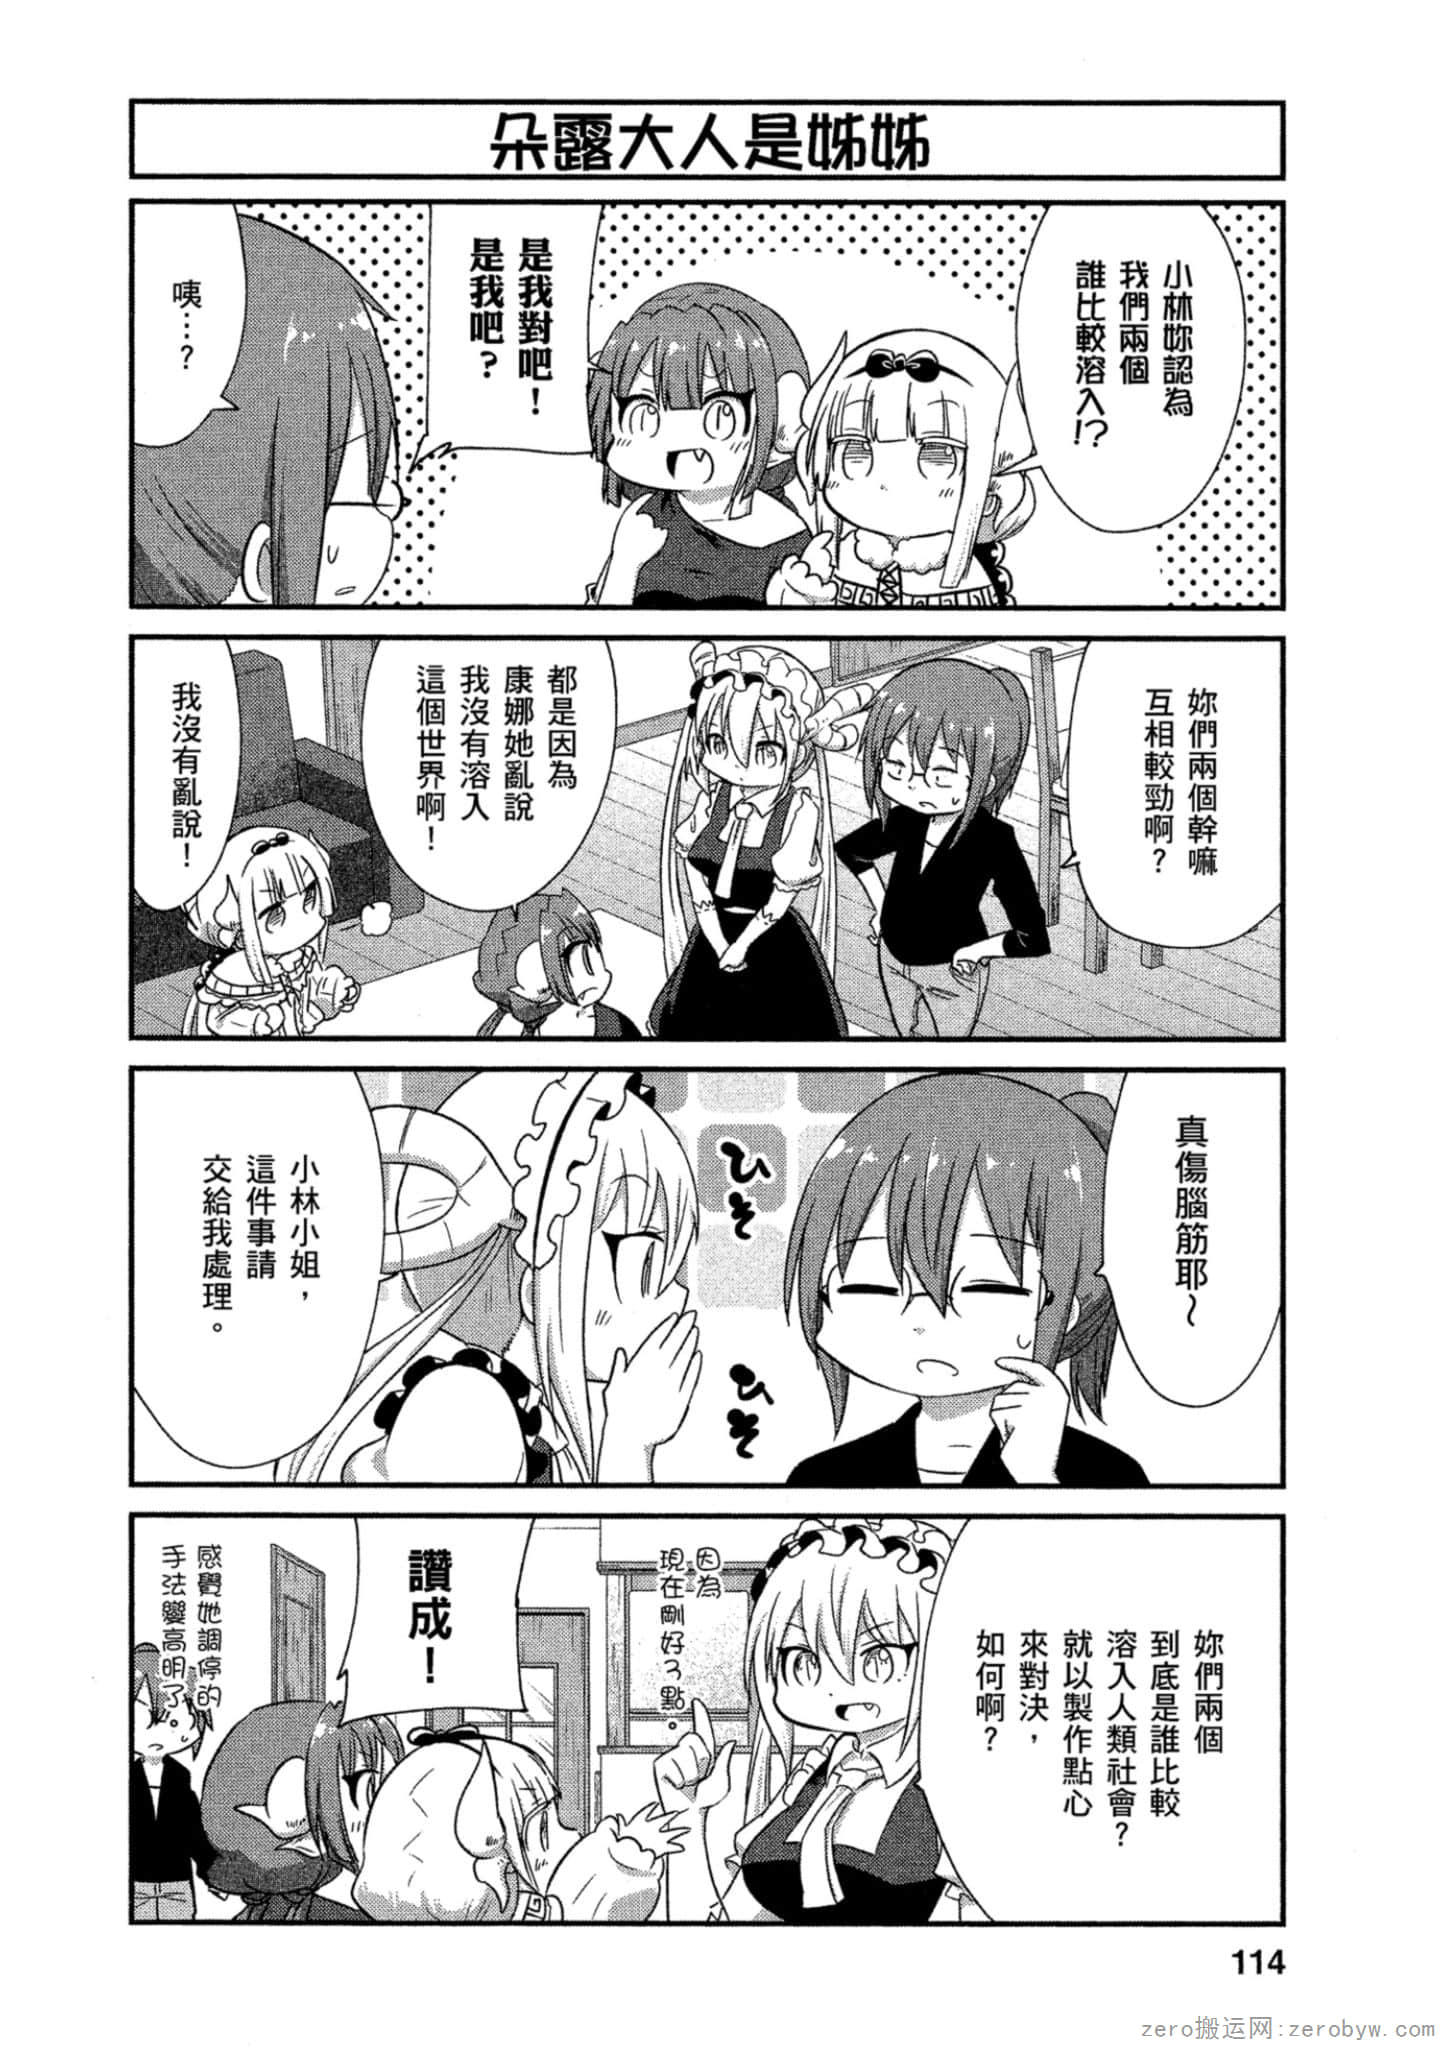 朵露大人是姊姊
小林妳認為
我們兩個
誰比較溶入!?
是我對吧！
是我吧？
咦…？
妳們兩個幹嘛
互相較勁啊？
都是因為
康娜她亂說
我沒有溶入
這個世界啊！
我沒有亂說！
真傷腦筋耶～
ひそ
ひそ
小林小姐，
這件事請
交給我處理。
妳們兩個
到底是誰比較
溶入人類社會？
就以製作點心
來對決，
如何啊？
因為
現在剛好3點。
讚成！
感覺她調停的
手法變高明了。
114
zero搬运网:zerobyw.com